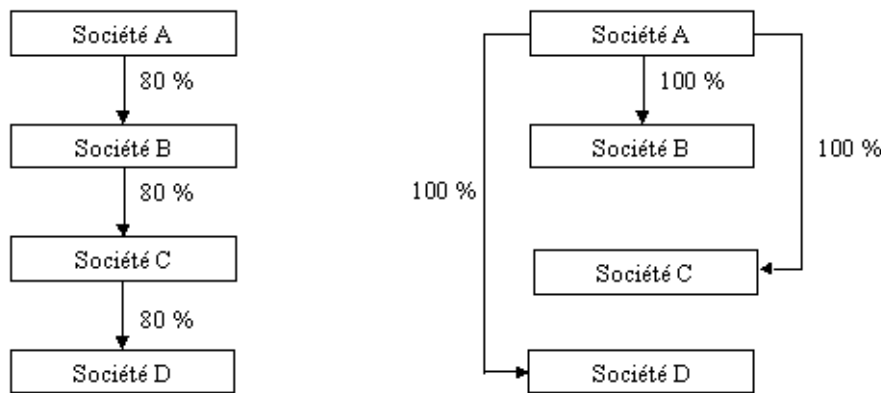 Société A
80 %
Société B
80 %
Société C
80 %
Société D
Société A
100 %
Société B
100 %
100 %
Société C
Société D